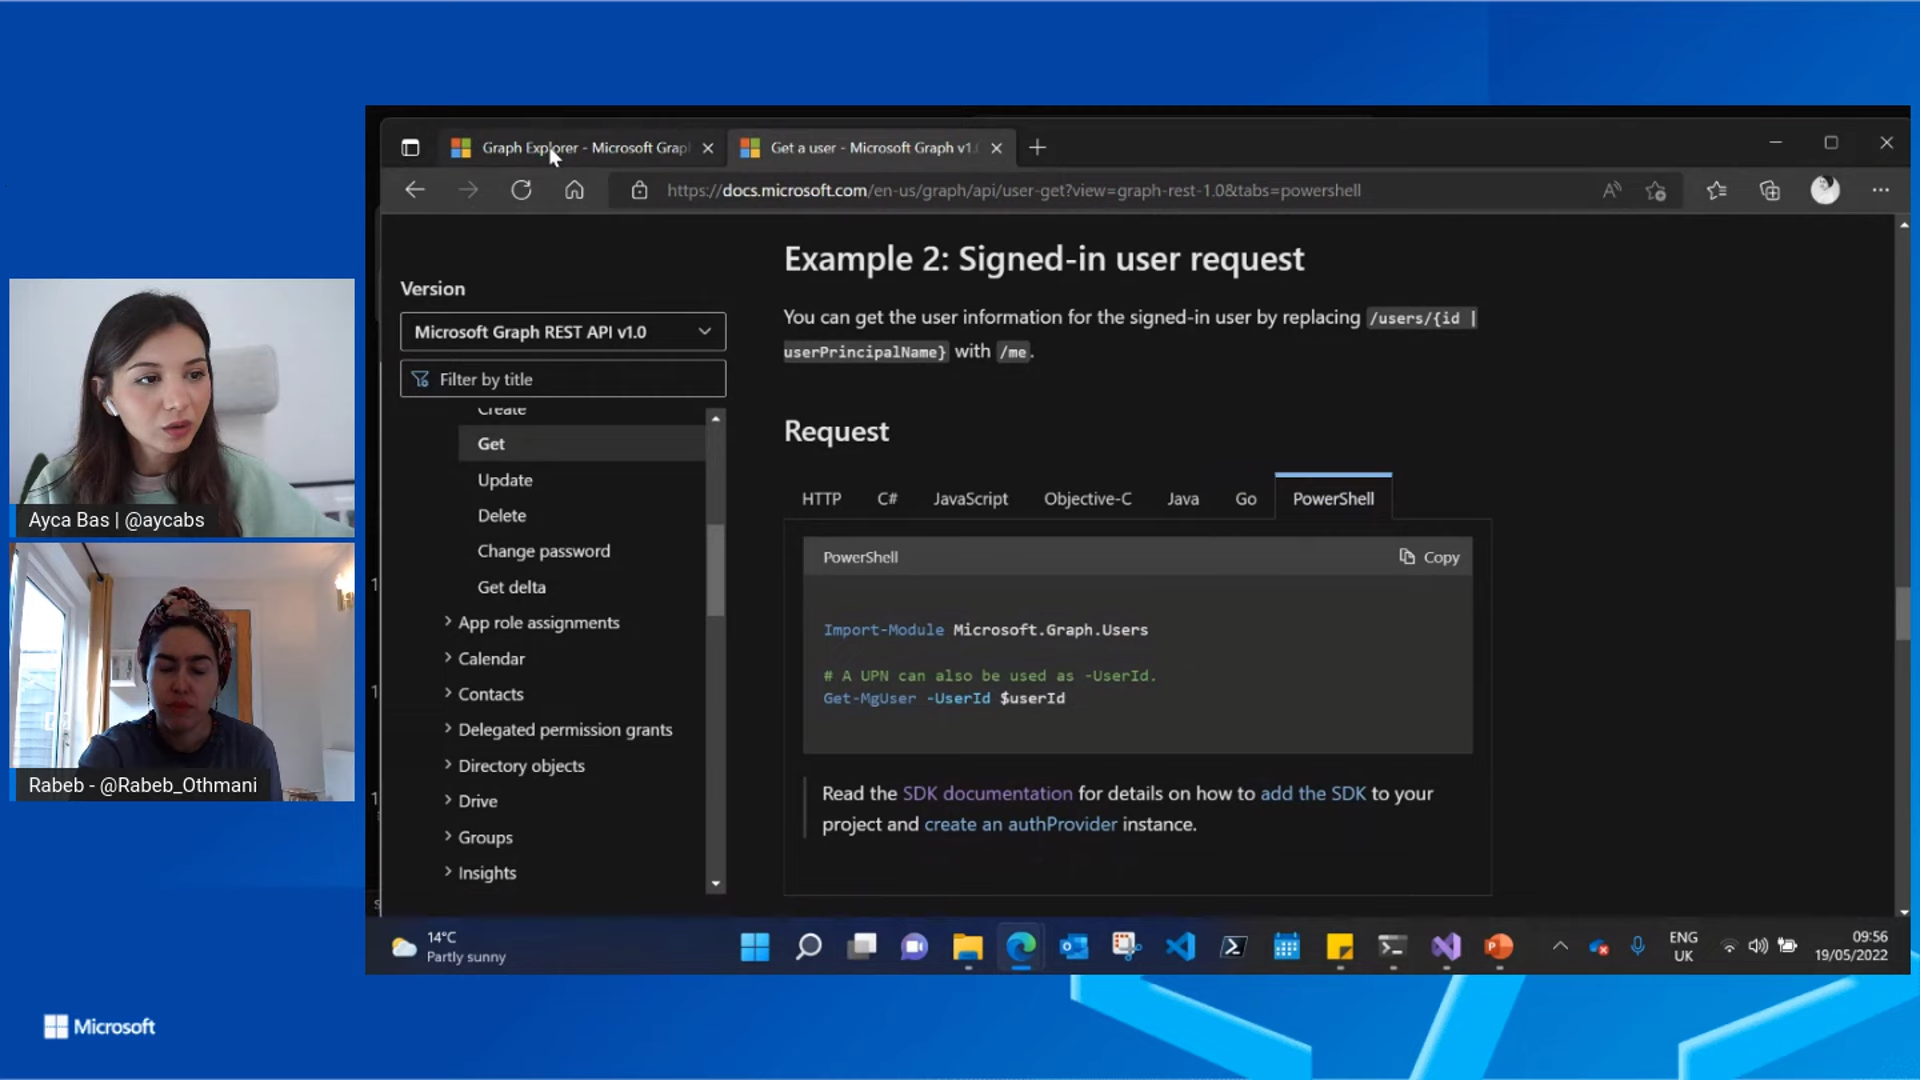 Graph Explorer - Microsoft Grap
Get a user - Microsoft Graph v1.
https://docs.microsoft.com/en-us/graph/api/user-get?view=graph-rest-1.0&tabs=powershell
Version
Microsoft Graph REST API v1.0
Filter by title
Create
Get
Update
Delete
Change password
Get delta
App role assignments
Calendar
Contacts
Delegated permission grants
Directory objects
Drive
Groups
Insights
Example 2: Signed-in user request
You can get the user information for the signed-in user by replacing /users/{id |
userPrincipalName} with /me.
Request
HTTP C# JavaScript Objective-C Java Go PowerShell
PowerShell Copy
Import-Module Microsoft.Graph.Users
# A UPN can also be used as -UserId.
Get-MgUser -UserId $userId
Read the SDK documentation for details on how to add the SDK to your
project and create an authProvider instance.
Ayca Bas | @aycabs
Rabeb - @Rabeb_Othmani
14°C
Partly sunny
ENG
UK
09:56
19/05/2022
Microsoft